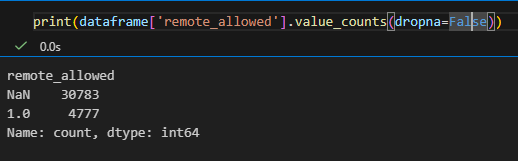 print(dataframe['remote_allowed'].value_counts(dropna=False))
0.0s
remote_allowed
NaN    30783
1.0     4777
Name: count, dtype: int64